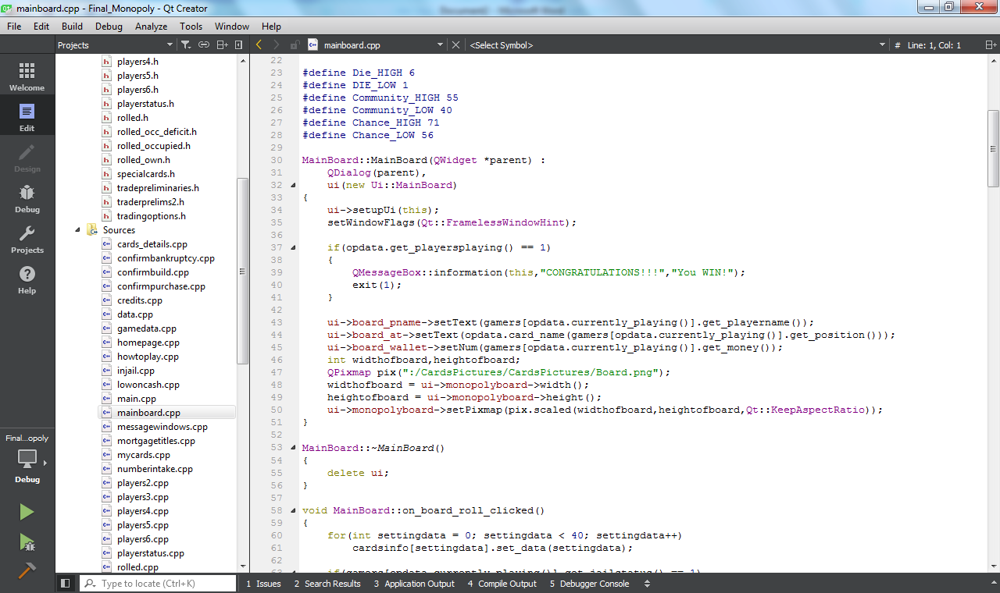 mainboard.cpp - Final_Monopoly - Qt Creator
File Edit Build Debug Analyze Tools Window Help
Projects
mainboard.cpp
<Select Symbol>
# Line: 1, Col: 1
Welcome
Edit
Design
Debug
Projects
Help
Final...opoly
Debug
players4.h
players5.h
players6.h
playerstatus.h
rolled.h
rolled_occ_deficit.h
rolled_occupied.h
rolled_own.h
specialcards.h
tradepreliminaries.h
traderprelims2.h
tradingoptions.h
Sources
cards_details.cpp
confirmbankruptcy.cpp
confirmbuild.cpp
confirmpurchase.cpp
credits.cpp
data.cpp
gamedata.cpp
homepage.cpp
howtoplay.cpp
injail.cpp
lowoncash.cpp
main.cpp
mainboard.cpp
messagewindows.cpp
mortgagetitles.cpp
mycards.cpp
numberintake.cpp
players2.cpp
players3.cpp
players4.cpp
players5.cpp
players6.cpp
playerstatus.cpp
rolled.cpp
22
23 #define Die_HIGH 6
24 #define DIE_LOW 1
25 #define Community_HIGH 55
26 #define Community_LOW 40
27 #define Chance_HIGH 71
28 #define Chance_LOW 56
29
30 MainBoard::MainBoard(QWidget *parent) :
31 QDialog(parent),
32 ui(new Ui::MainBoard)
33 {
34 ui->setupUi(this);
35 setWindowFlags(Qt::FramelessWindowHint);
36
37 if(opdata.get_playersplaying() == 1)
38 {
39 QMessageBox::information(this,"CONGRATULATIONS!!!","You WIN!");
40 exit(1);
41 }
42
43 ui->board_pname->setText(gamers[opdata.currently_playing()].get_playername());
44 ui->board_at->setText(opdata.card_name(gamers[opdata.currently_playing()].get_position()));
45 ui->board_wallet->setNum(gamers[opdata.currently_playing()].get_money());
46 int widthofboard,heightofboard;
47 QPixmap pix(":/CardsPictures/CardsPictures/Board.png");
48 widthofboard = ui->monopolyboard->width();
49 heightofboard = ui->monopolyboard->height();
50 ui->monopolyboard->setPixmap(pix.scaled(widthofboard,heightofboard,Qt::KeepAspectRatio));
51 }
52
53 MainBoard::~MainBoard()
54 {
55 delete ui;
56 }
57
58 void MainBoard::on_board_roll_clicked()
59 {
60 for(int settingdata = 0; settingdata < 40; settingdata++)
61 cardsinfo[settingdata].set_data(settingdata);
62
63 if(gamers[opdata.currently_playing()].get_jailstatus() == 1)
Type to locate (Ctrl+K)
1 Issues 2 Search Results 3 Application Output 4 Compile Output 5 Debugger Console